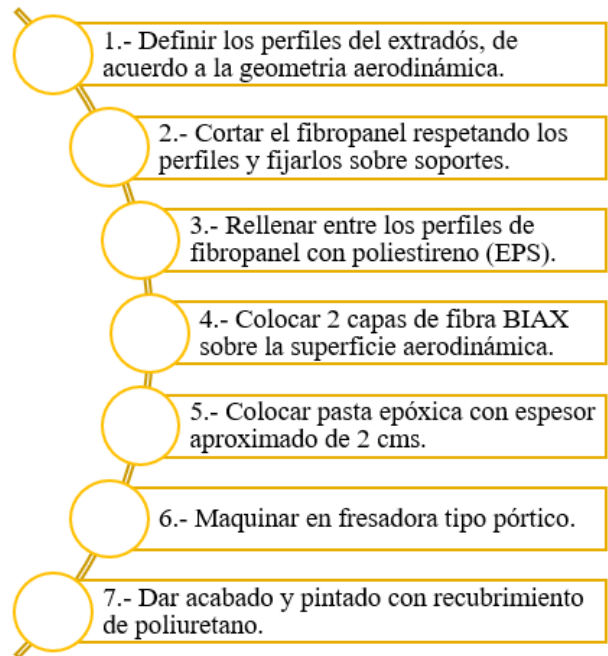 1.- Definir los perfiles del extradós, de
acuerdo a la geometria aerodinámica.
2.- Cortar el fibropanel respetando los
perfiles y fijarlos sobre soportes.
3.- Rellenar entre los perfiles de
fibropanel con poliestireno (EPS).
4.- Colocar 2 capas de fibra BIAX
sobre la superficie aerodinámica.
5.- Colocar pasta epóxica con espesor
aproximado de 2 cms.
6.- Maquinar en fresadora tipo pórtico.
7.- Dar acabado y pintado con recubrimiento
de poliuretano.